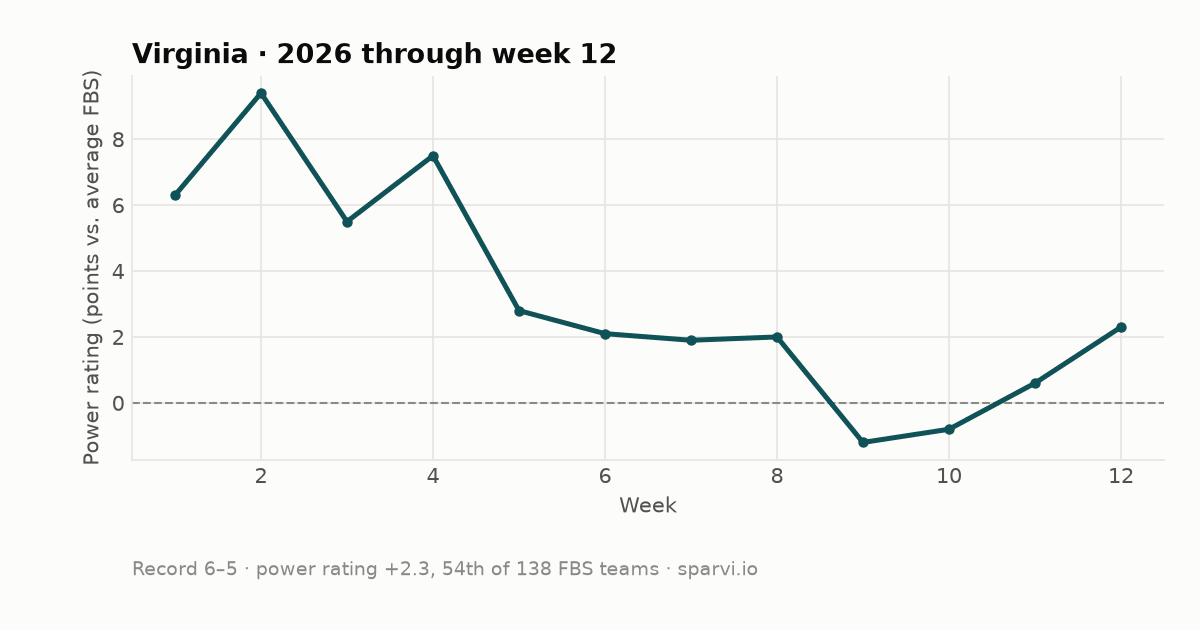 Virginia · 2026 through week 12
Power rating (points vs. average FBS)
8
6
4
2
0
2 4 6 8 10 12
Week
Record 6–5 · power rating +2.3, 54th of 138 FBS teams · sparvi.io